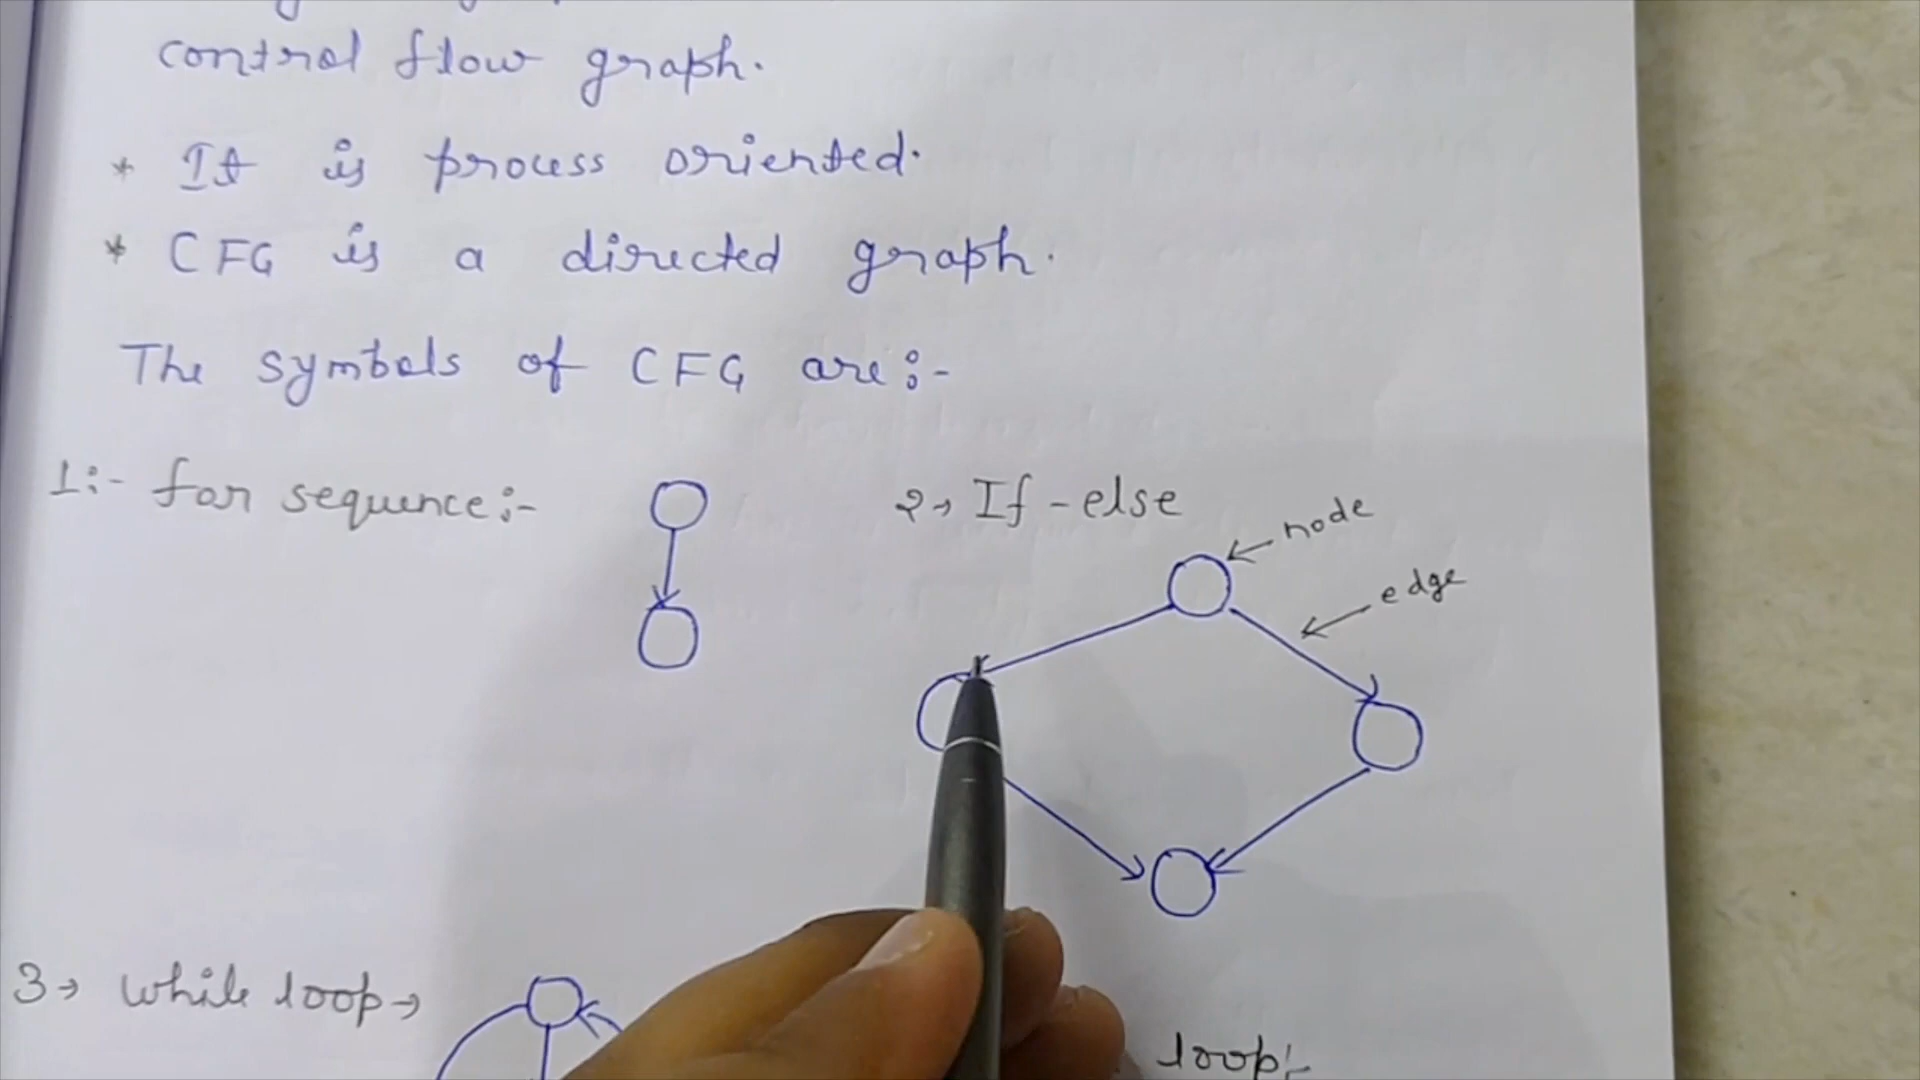 control flow graph.
* It is process oriented.
* CFG is a directed graph.
The symbols of CFG are:-
1:- for sequence:-
2→ If-else
node
edge
3→ while loop→
loop:-